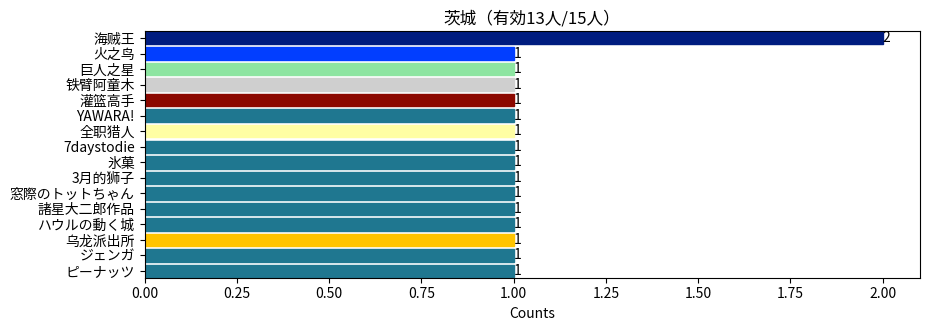 茨城（有効13人/15人）
海贼王 2
火之鸟 1
巨人之星 1
铁臂阿童木 1
灌篮高手 1
YAWARA! 1
全职猎人 1
7daystodie 1
氷菓 1
3月的狮子 1
窓際のトットちゃん 1
諸星大二郎作品 1
ハウルの動く城 1
乌龙派出所 1
ジェンガ 1
ピーナッツ 1
0.00 0.25 0.50 0.75 1.00 1.25 1.50 1.75 2.00
Counts